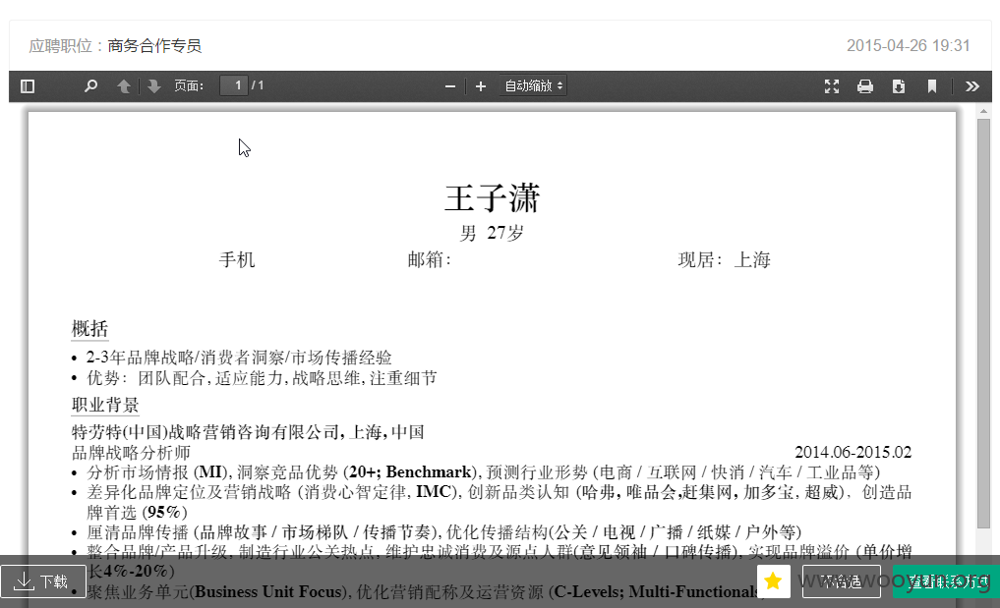 应聘职位：商务合作专员
2015-04-26 19:31
页面： 1 / 1 自动缩放
王子潇
男 27岁
手机 邮箱： 现居：上海
概括
• 2-3年品牌战略/消费者洞察/市场传播经验
• 优势：团队配合, 适应能力, 战略思维, 注重细节
职业背景
特劳特(中国)战略营销咨询有限公司, 上海, 中国
品牌战略分析师 2014.06-2015.02
• 分析市场情报 (MI), 洞察竞品优势 (20+; Benchmark), 预测行业形势 (电商 / 互联网 / 快消 / 汽车 / 工业品等)
• 差异化品牌定位及营销战略 (消费心智定律, IMC), 创新品类认知 (哈弗, 唯品会,赶集网, 加多宝, 超威)，创造品
牌首选 (95%)
• 厘清品牌传播 (品牌故事 / 市场梯队 / 传播节奏), 优化传播结构(公关 / 电视 / 广播 / 纸媒 / 户外等)
• 整合品牌/产品升级, 制造行业公关热点, 维护忠诚消费及源点人群(意见领袖 / 口碑传播), 实现品牌溢价 (单价增
长4%-20%)
• 聚焦业务单元(Business Unit Focus), 优化营销配称及运营资源 (C-Levels; Multi-Functionals)
下载 不合适 查看联系方式
www.wooyun.org